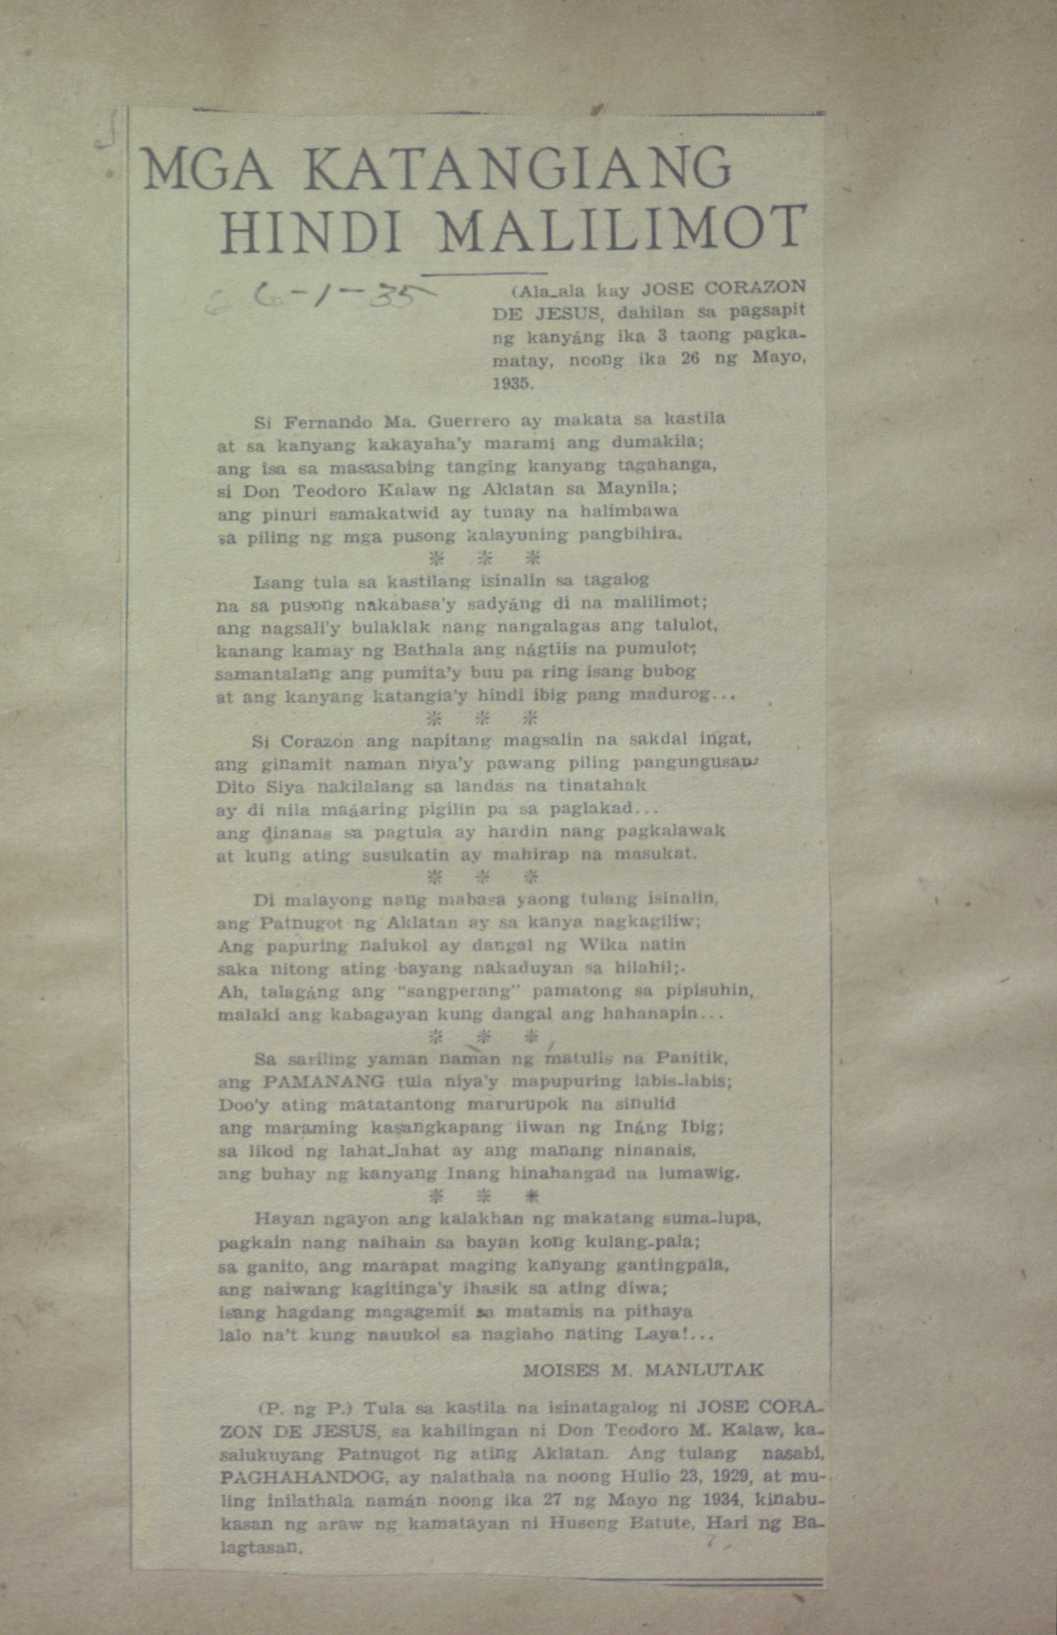 MGA KATANGIANG
HINDI MALILIMOT
6-1-35
(Ala-ala kay JOSE CORAZON
DE JESUS, dahilan sa pagsapit
ng kanyáng ika 3 taong pagka-
matay, noong ika 26 ng Mayo,
1935.
Si Fernando Ma. Guerrero ay makata sa kastila
at sa kanyang kakayaha'y marami ang dumakila;
ang isa sa masasabing tanging kanyang tagahanga,
si Don Teodoro Kalaw ng Aklatan sa Maynila;
ang pinuri samakatwid ay tunay na halimbawa
sa piling ng mga pusong kalayuning pangbihira.
* * *
Isang tula sa kastilang isinalin sa tagalog
na sa pusong nakabasa'y sadyáng di na malilimot;
ang nagsali'y bulaklak nang nangalagas ang talulot,
kanang kamay ng Bathala ang nágtiis na pumulot;
samantalang ang pumita'y buu pa ring isang bubog
at ang kanyang katangia'y hindi ibig pang madurog...
* * *
Si Corazon ang napitang magsalin na sakdal ingat,
ang ginamit naman niya'y pawang piling pangungusap;
Dito Siya nakilalang sa landas na tinatahak
ay di nila maáaring pigilin pa sa paglakad...
ang dinanas sa pagtula ay hardin nang pagkalawak
at kung ating susukatin ay mahirap na masukat.
* * *
Di malayong nang mabasa yaong tulang isinalin,
ang Patnugot ng Aklatan ay sa kanya nagkagiliw;
Ang papuring naiukol ay dangal ng Wika natin
saka nitong ating bayang nakaduyan sa hilahil;
Ah, talagáng ang "sangperang" pamatong sa pipisuhin,
malaki ang kabagayan kung dangal ang hahanapin...
* * *
Sa sariling yaman naman ng matulis na Panitik,
ang PAMANANG tula niya'y mapupuring labis-labis;
Doo'y ating matatantong marurupok na sinulid
ang maraming kasangkapang iiwan ng Ináng Ibig;
sa likod ng lahat-lahat ay ang manang ninanais,
ang buhay ng kanyang Inang hinahangad na lumawig.
* * *
Hayan ngayon ang kalakhan ng makatang suma-lupa,
pagkain nang naihain sa bayan kong kulang-pala;
sa ganito, ang marapat maging kanyang gantingpala,
ang naiwang kagitinga'y ihasik sa ating diwa;
isang hagdang magagamit sa matamis na pithaya
lalo na't kung nauukol sa naglaho nating Laya!...
MOISES M. MANLUTAK
(P. ng P.) Tula sa kastila na isinatagalog ni JOSE CORA-
ZON DE JESUS, sa kahilingan ni Don Teodoro M. Kalaw, ka-
salukuyang Patnugot ng ating Aklatan. Ang tulang nasabi,
PAGHAHANDOG, ay nalathala na noong Hulio 23, 1929, at mu-
ling inilathala namán noong ika 27 ng Mayo ng 1934, kinabu-
kasan ng araw ng kamatayan ni Huseng Batute, Hari ng Ba-
lagtasan.